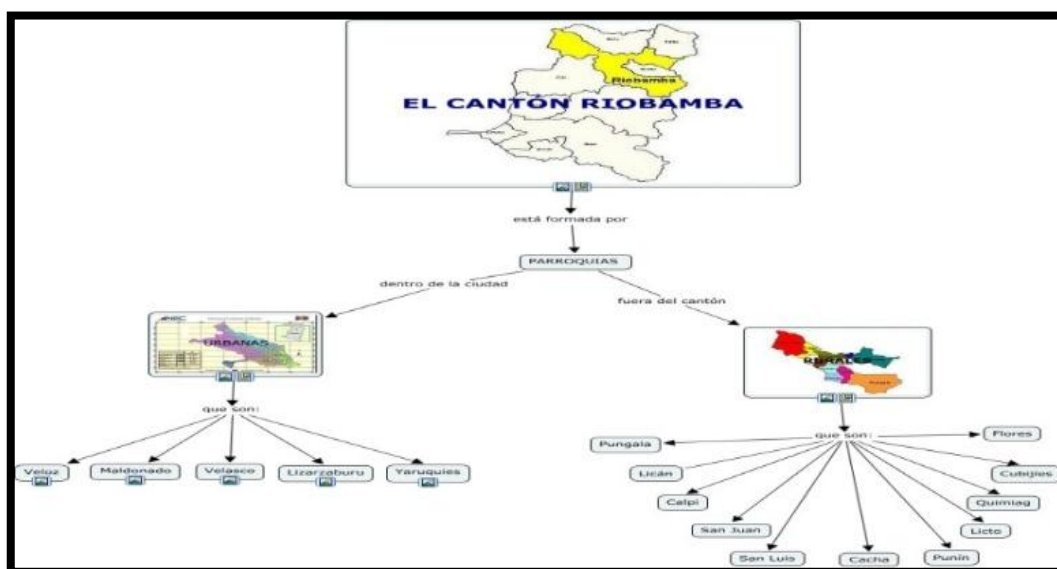 Riobamba
EL CANTÓN RIOBAMBA
está formada por
PARROQUIAS
dentro de la ciudad
fuera del cantón
URBANAS
RURALES
que son:
Veloz
Maldonado
Velasco
Lizarzaburu
Yaruquies
que son:
Pungala
Flores
Licán
Cubijies
Calpi
Quimiag
San Juan
Licto
San Luis
Cacha
Punín